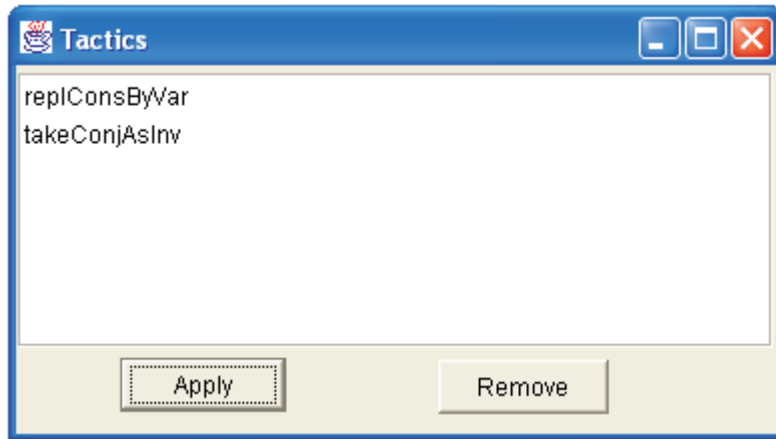 Tactics
replConsByVar
takeConjAsInv
Apply
Remove